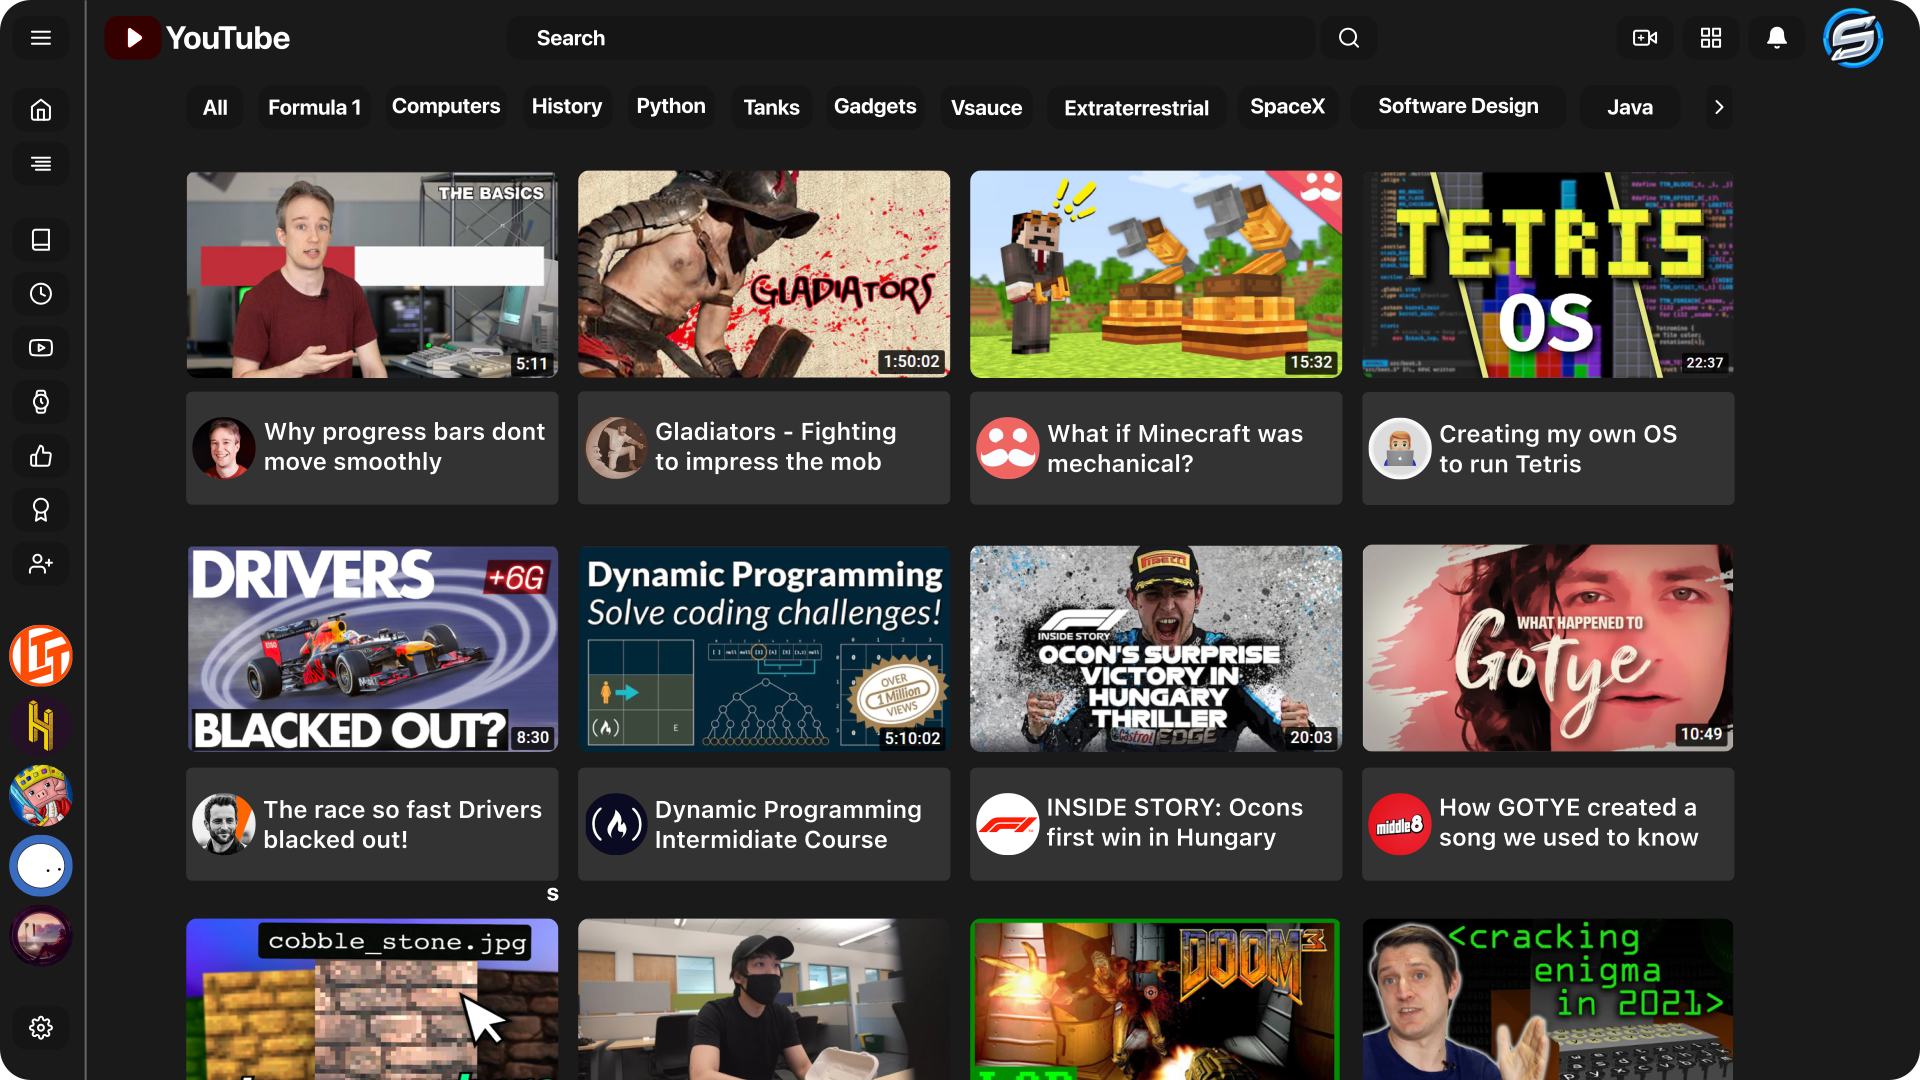 YouTube
Search
All
Formula 1
Computers
History
Python
Tanks
Gadgets
Vsauce
Extraterrestrial
SpaceX
Software Design
Java
THE BASICS
5:11
GLADIATORS
1:50:02
15:32
TETRIS
OS
22:37
Why progress bars dont
move smoothly
Gladiators - Fighting
to impress the mob
What if Minecraft was
mechanical?
Creating my own OS
to run Tetris
DRIVERS
+6G
BLACKED OUT?
8:30
Dynamic Programming
Solve coding challenges!
OVER
1 Million
VIEWS
E
5:10:02
PIRELLI
INSIDE STORY
OCON'S SURPRISE
VICTORY IN
HUNGARY
THRILLER
Castrol
EDGE
20:03
WHAT HAPPENED TO
GoTye
10:49
The race so fast Drivers
blacked out!
Dynamic Programming
Intermidiate Course
INSIDE STORY: Ocons
first win in Hungary
middle8
How GOTYE created a
song we used to know
s
cobble_stone.jpg
DOOM 3
<cracking
enigma
in 2021>